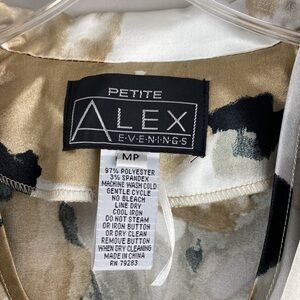 PETITE
ALEX
EVENINGS
MP
97% POLYESTER
3% SPANDEX
MACHINE WASH COLD
GENTLE CYCLE
NO BLEACH
LINE DRY
COOL IRON
DO NOT STEAM
OR IRON BUTTON
OR DRY CLEAN
REMOVE BUTTON
WHEN DRY CLEANING
MADE IN CHINA
RN 79283